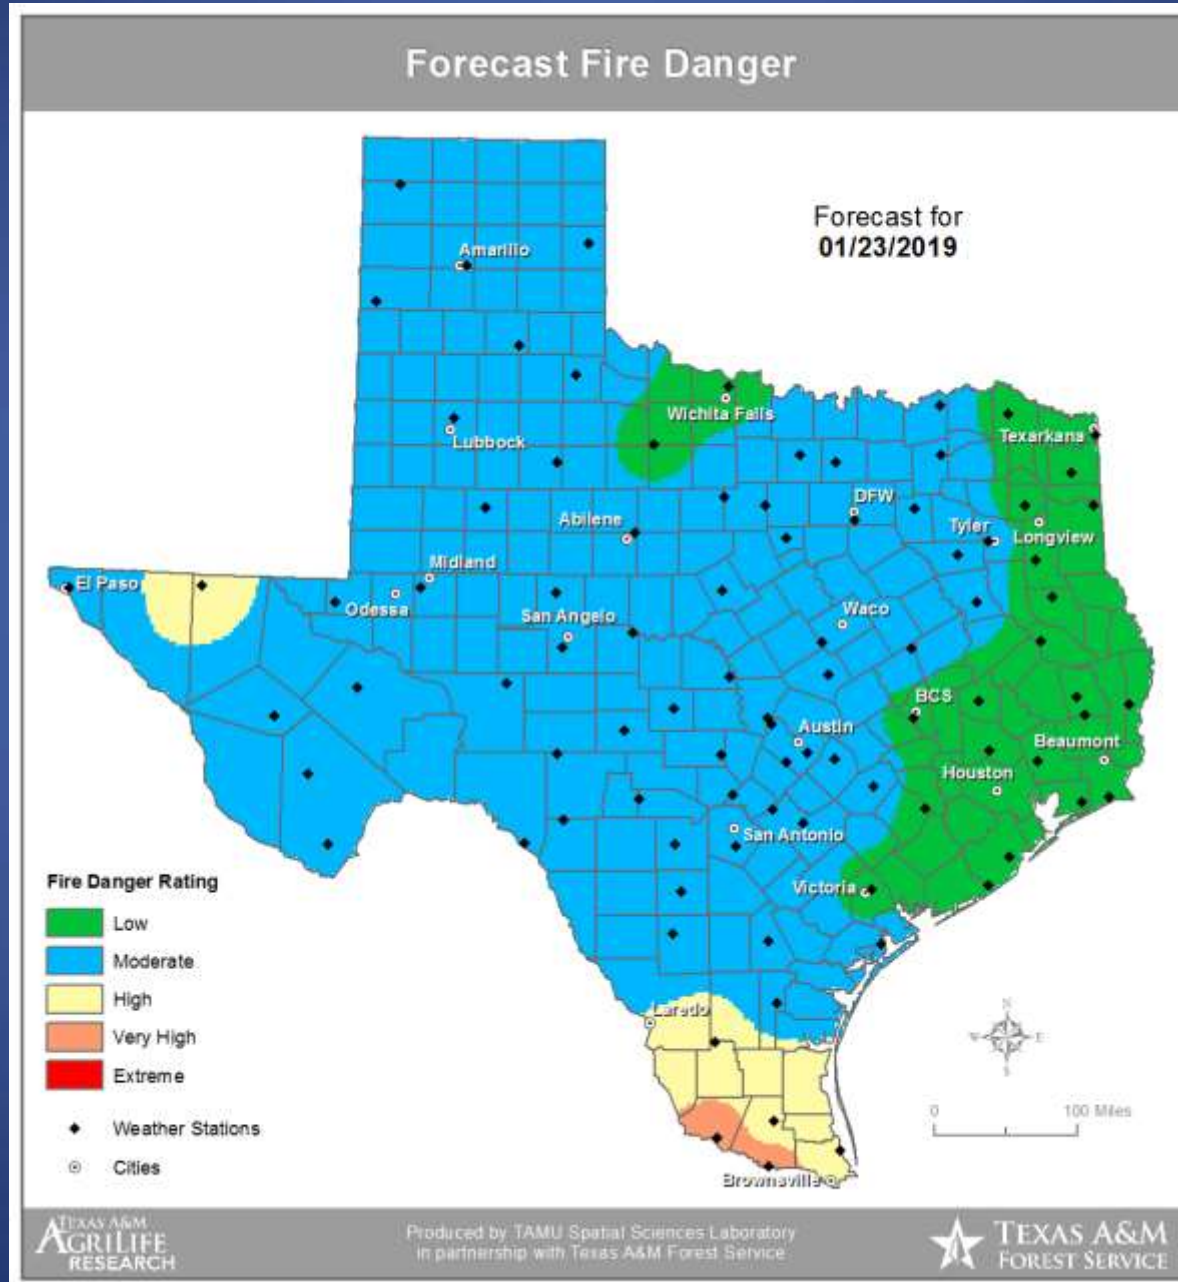 Forecast Fire Danger
Forecast for
01/23/2019
Amarillo
Wichita Falls
Lubbock
Texarkana
DFW
Abilene
Tyler
Longview
Midland
El Paso
Odessa
San Angelo
Waco
BCS
Austin
Beaumont
Houston
San Antonio
Victoria
Laredo
Brownsville
Fire Danger Rating
Low
Moderate
High
Very High
Extreme
Weather Stations
Cities
N
W E
S
0 100 Miles
TEXAS A&M
AGRILIFE
RESEARCH
Produced by TAMU Spatial Sciences Laboratory
in partnership with Texas A&M Forest Service
TEXAS A&M
FOREST SERVICE